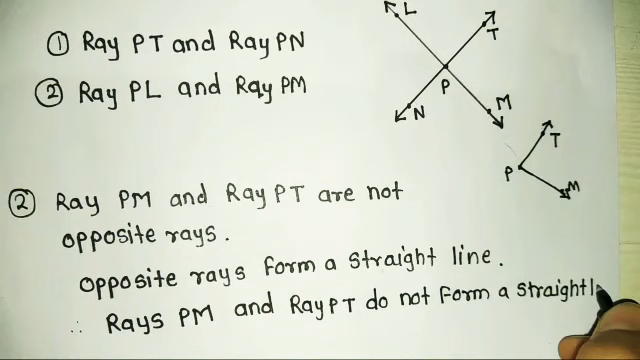 ① Ray PT and Ray PN
② Ray PL and Ray PM
L
T
P
N
M
T
P
M
② Ray PM and Ray PT are not
opposite rays.
opposite rays form a straight line.
∴ Rays PM and Ray PT do not form a straight l